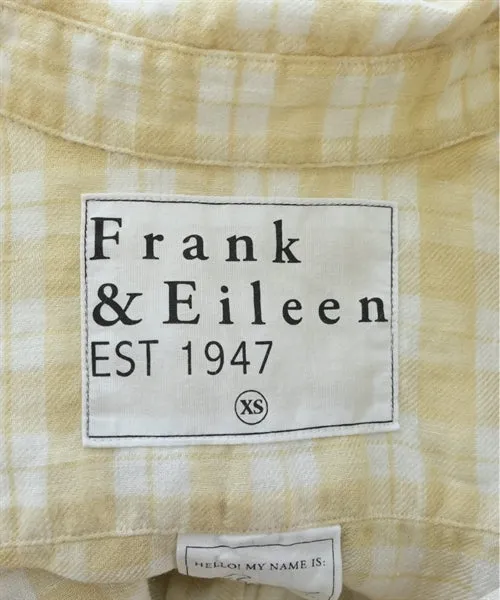 Frank
& Eileen
EST 1947
XS
HELLO! MY NAME IS: